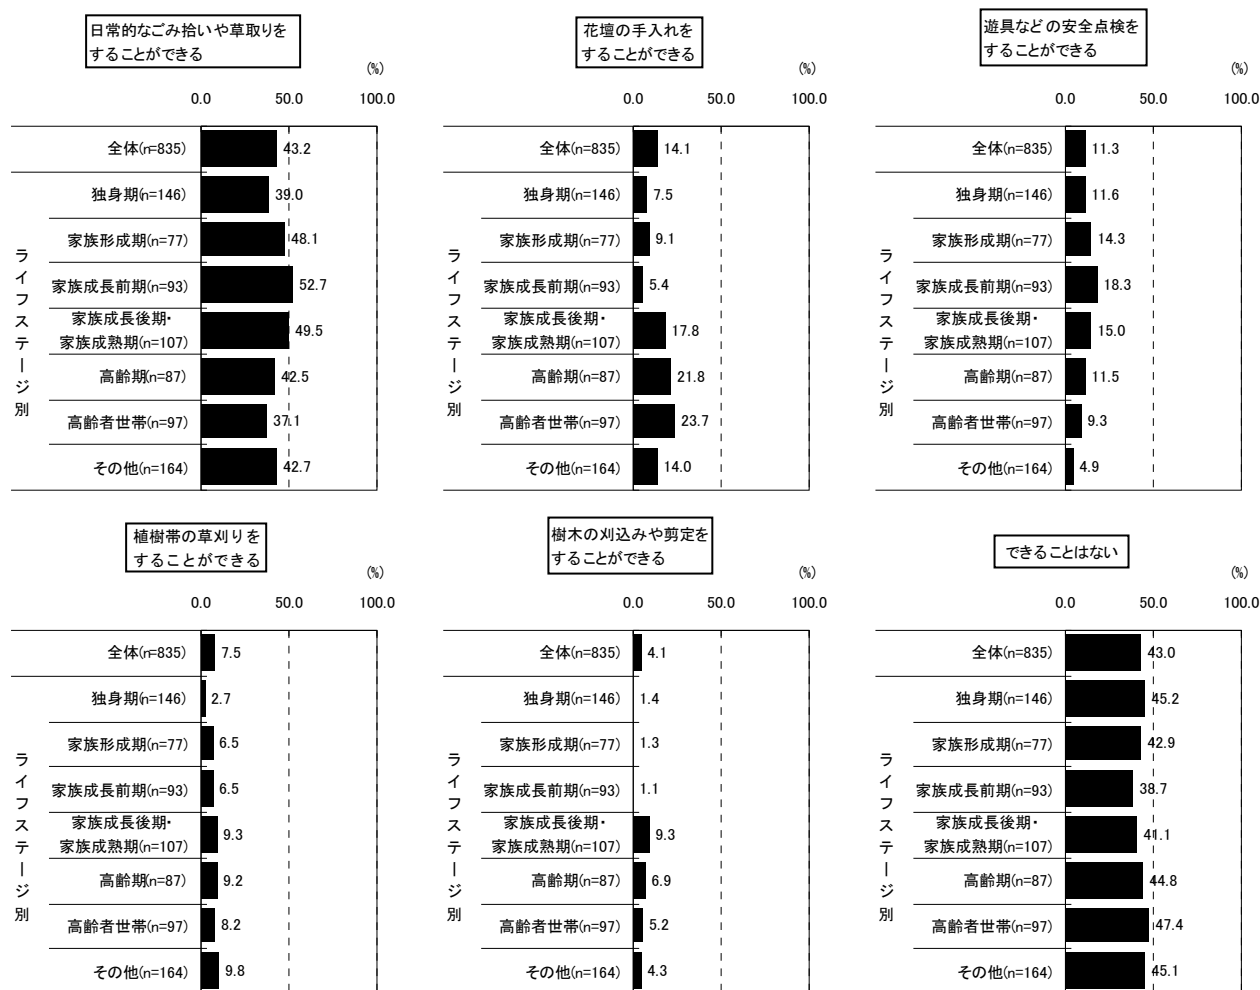 日常的なごみ拾いや草取りを
することができる
(%)
0.0 50.0 100.0
全体(n=835) 43.2
独身期(n=146) 39.0
家族形成期(n=77) 48.1
家族成長前期(n=93) 52.7
家族成長後期・
家族成熟期(n=107) 49.5
高齢期(n=87) 42.5
高齢者世帯(n=97) 37.1
その他(n=164) 42.7
ライフステージ別
花壇の手入れを
することができる
(%)
0.0 50.0 100.0
全体(n=835) 14.1
独身期(n=146) 7.5
家族形成期(n=77) 9.1
家族成長前期(n=93) 5.4
家族成長後期・
家族成熟期(n=107) 17.8
高齢期(n=87) 21.8
高齢者世帯(n=97) 23.7
その他(n=164) 14.0
ライフステージ別
遊具などの安全点検を
することができる
(%)
0.0 50.0 100.0
全体(n=835) 11.3
独身期(n=146) 11.6
家族形成期(n=77) 14.3
家族成長前期(n=93) 18.3
家族成長後期・
家族成熟期(n=107) 15.0
高齢期(n=87) 11.5
高齢者世帯(n=97) 9.3
その他(n=164) 4.9
ライフステージ別
植樹帯の草刈りを
することができる
(%)
0.0 50.0 100.0
全体(n=835) 7.5
独身期(n=146) 2.7
家族形成期(n=77) 6.5
家族成長前期(n=93) 6.5
家族成長後期・
家族成熟期(n=107) 9.3
高齢期(n=87) 9.2
高齢者世帯(n=97) 8.2
その他(n=164) 9.8
ライフステージ別
樹木の刈込みや剪定を
することができる
(%)
0.0 50.0 100.0
全体(n=835) 4.1
独身期(n=146) 1.4
家族形成期(n=77) 1.3
家族成長前期(n=93) 1.1
家族成長後期・
家族成熟期(n=107) 9.3
高齢期(n=87) 6.9
高齢者世帯(n=97) 5.2
その他(n=164) 4.3
ライフステージ別
できることはない
(%)
0.0 50.0 100.0
全体(n=835) 43.0
独身期(n=146) 45.2
家族形成期(n=77) 42.9
家族成長前期(n=93) 38.7
家族成長後期・
家族成熟期(n=107) 41.1
高齢期(n=87) 44.8
高齢者世帯(n=97) 47.4
その他(n=164) 45.1
ライフステージ別